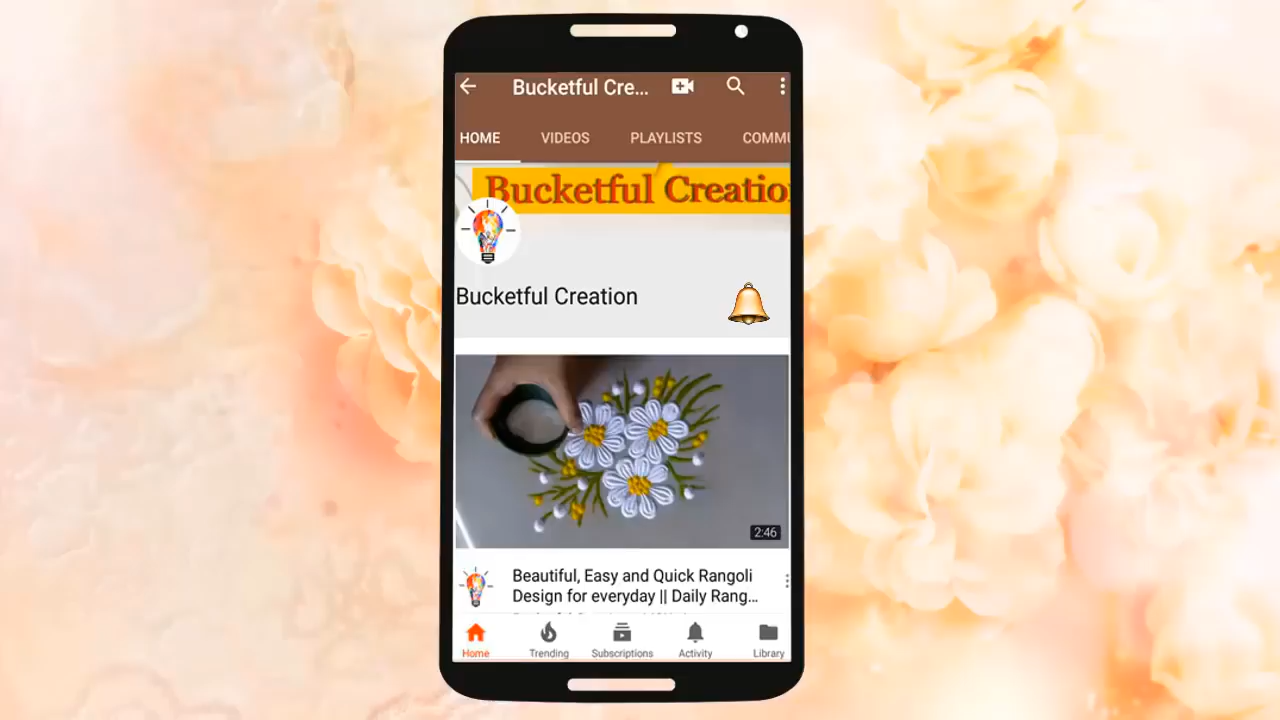 Bucketful Cre...
HOME VIDEOS PLAYLISTS COMMU
Bucketful Creation
Bucketful Creation
2:46
Beautiful, Easy and Quick Rangoli
Design for everyday || Daily Rang...
Home Trending Subscriptions Activity Library